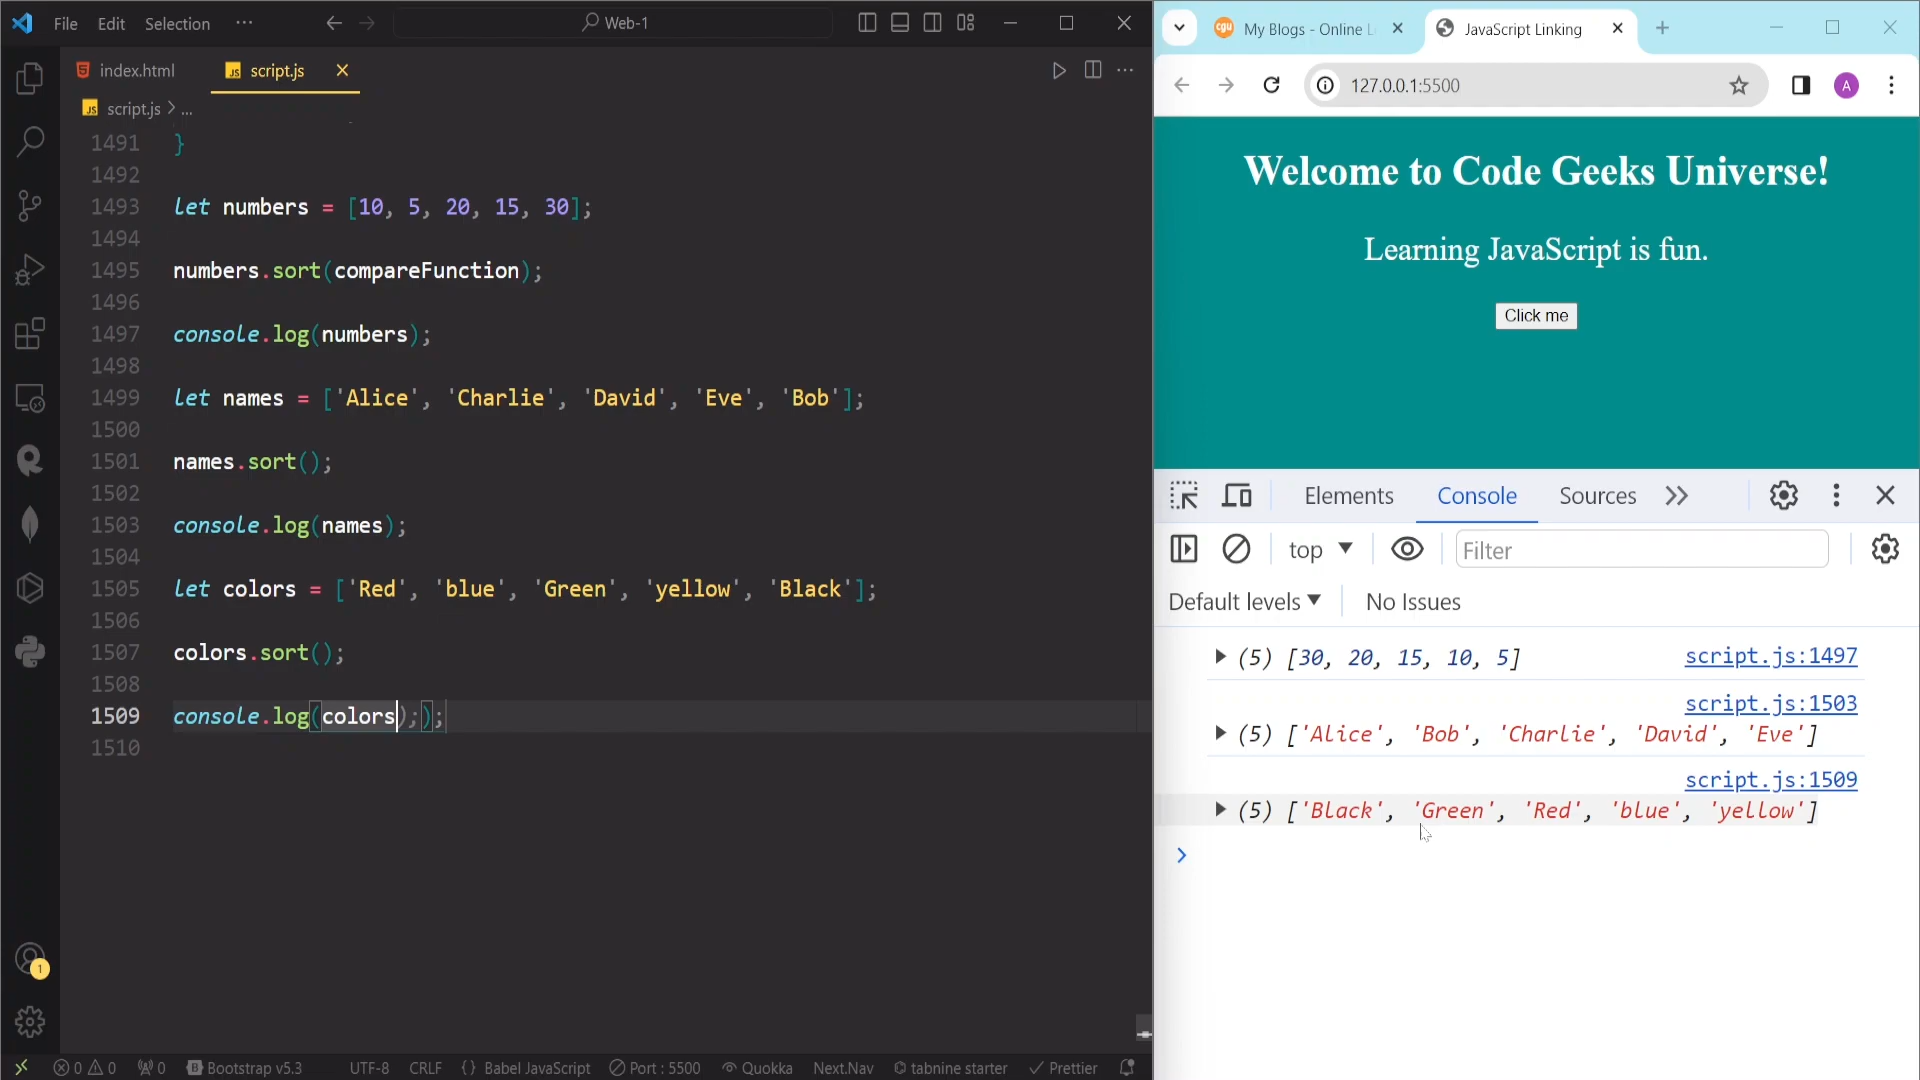 File Edit Selection ··· Web-1
index.html script.js
script.js > ...
1491 }
1492
1493 let numbers = [10, 5, 20, 15, 30];
1494
1495 numbers.sort(compareFunction);
1496
1497 console.log(numbers);
1498
1499 let names = ['Alice', 'Charlie', 'David', 'Eve', 'Bob'];
1500
1501 names.sort();
1502
1503 console.log(names);
1504
1505 let colors = ['Red', 'blue', 'Green', 'yellow', 'Black'];
1506
1507 colors.sort();
1508
1509 console.log(colors););
1510
1
0 0 0 Bootstrap v5.3 UTF-8 CRLF {} Babel JavaScript Port : 5500 Quokka Next.Nav tabnine starter Prettier
cgu My Blogs - Online L JavaScript Linking
127.0.0.1:5500 A
Welcome to Code Geeks Universe!
Learning JavaScript is fun.
Click me
Elements Console Sources
top Filter
Default levels No Issues
(5) [30, 20, 15, 10, 5] script.js:1497
script.js:1503
(5) ['Alice', 'Bob', 'Charlie', 'David', 'Eve']
script.js:1509
(5) ['Black', 'Green', 'Red', 'blue', 'yellow']